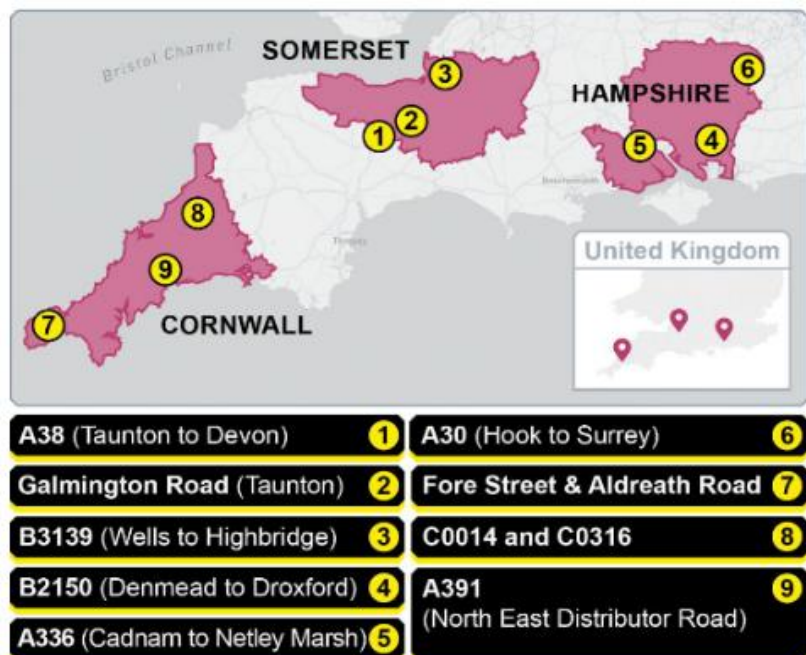 Bristol Channel
SOMERSET
3
6
HAMPSHIRE
2
1
5
4
Bournemouth
8
Torquay
United Kingdom
9
7
CORNWALL
A38 (Taunton to Devon) 1
Galmington Road (Taunton) 2
B3139 (Wells to Highbridge) 3
B2150 (Denmead to Droxford) 4
A336 (Cadnam to Netley Marsh) 5
A30 (Hook to Surrey) 6
Fore Street & Aldreath Road 7
C0014 and C0316 8
A391 9
(North East Distributor Road)